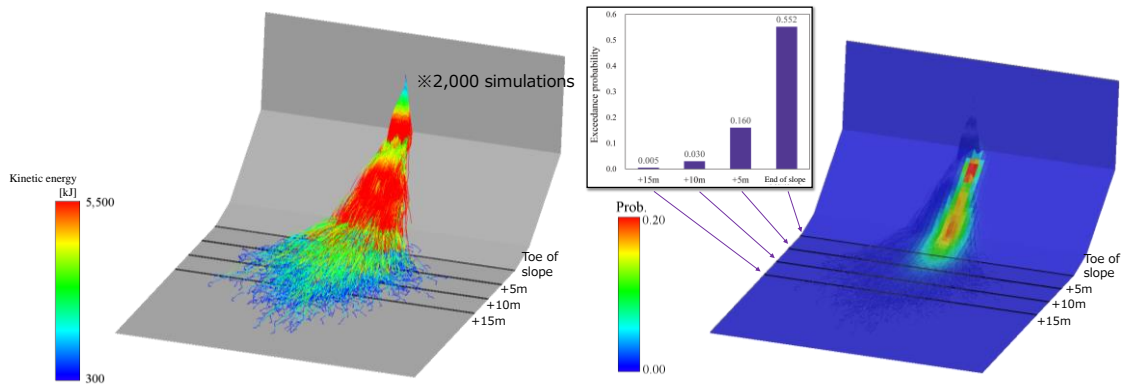 ※2,000 simulations
Kinetic energy
[kJ]
5,500
300
Toe of
slope
+5m
+10m
+15m
Exceedance probability
0.6
0.5
0.4
0.3
0.2
0.1
0.0
0.005
0.030
0.160
0.552
+15m
+10m
+5m
End of slope
Prob.
0.20
0.00
Toe of
slope
+5m
+10m
+15m